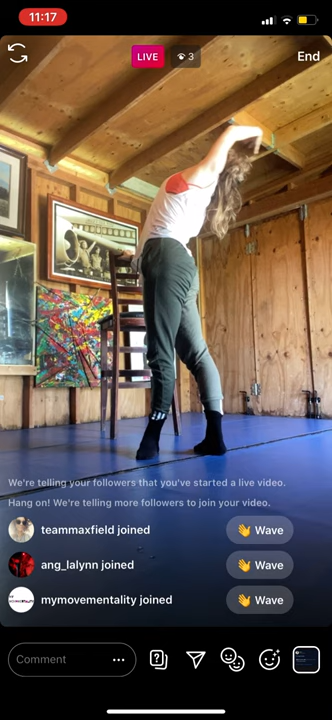 11:17
LIVE
3
End
We're telling your followers that you've started a live video.
Hang on! We're telling more followers to join your video.
teammaxfield joined
Wave
ang_lalynn joined
Wave
mymovementality joined
Wave
Comment